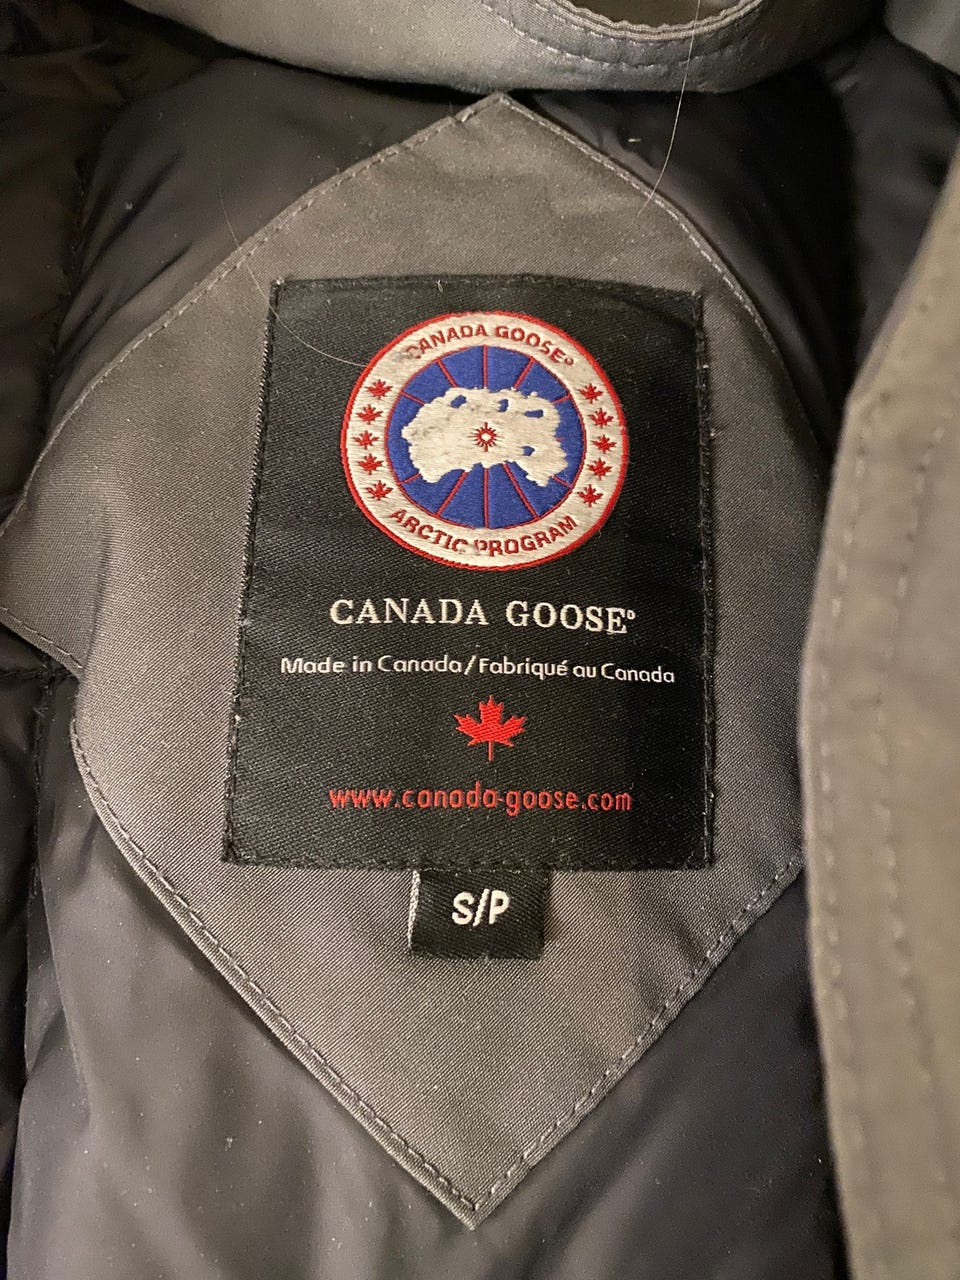 CANADA GOOSE®
ARCTIC PROGRAM
CANADA GOOSE®
Made in Canada/Fabriqué au Canada
www.canada-goose.com
S/P